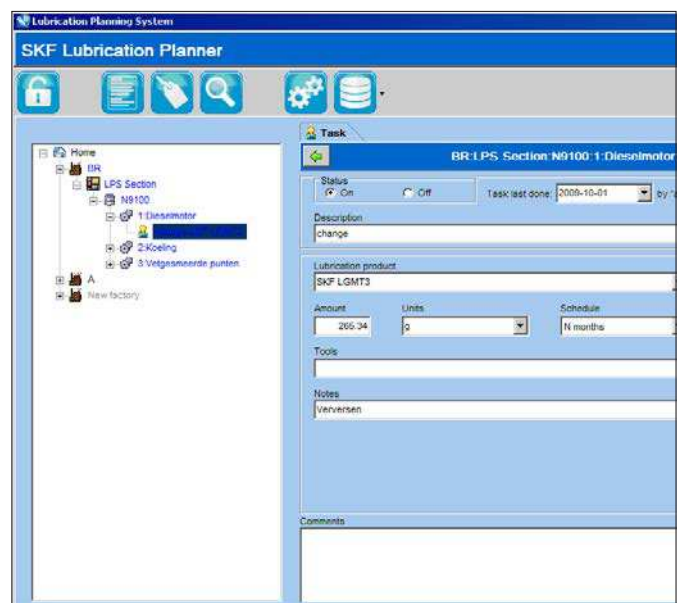 Lubrication Planning System
SKF Lubrication Planner
Task
Home
BR
LPS Section
N9100
1:Dieselmotor
2:Koeling
3:Vetgesmeerde punten
A
New factory
BR:LPS Section:N9100:1:Dieselmotor
Status
On Off
Task last done: 2009-10-01 by
Description
change
Lubrication product
SKF LGMT3
Amount Units Schedule
266.34 g N months
Tools
Notes
Verversen
Comments